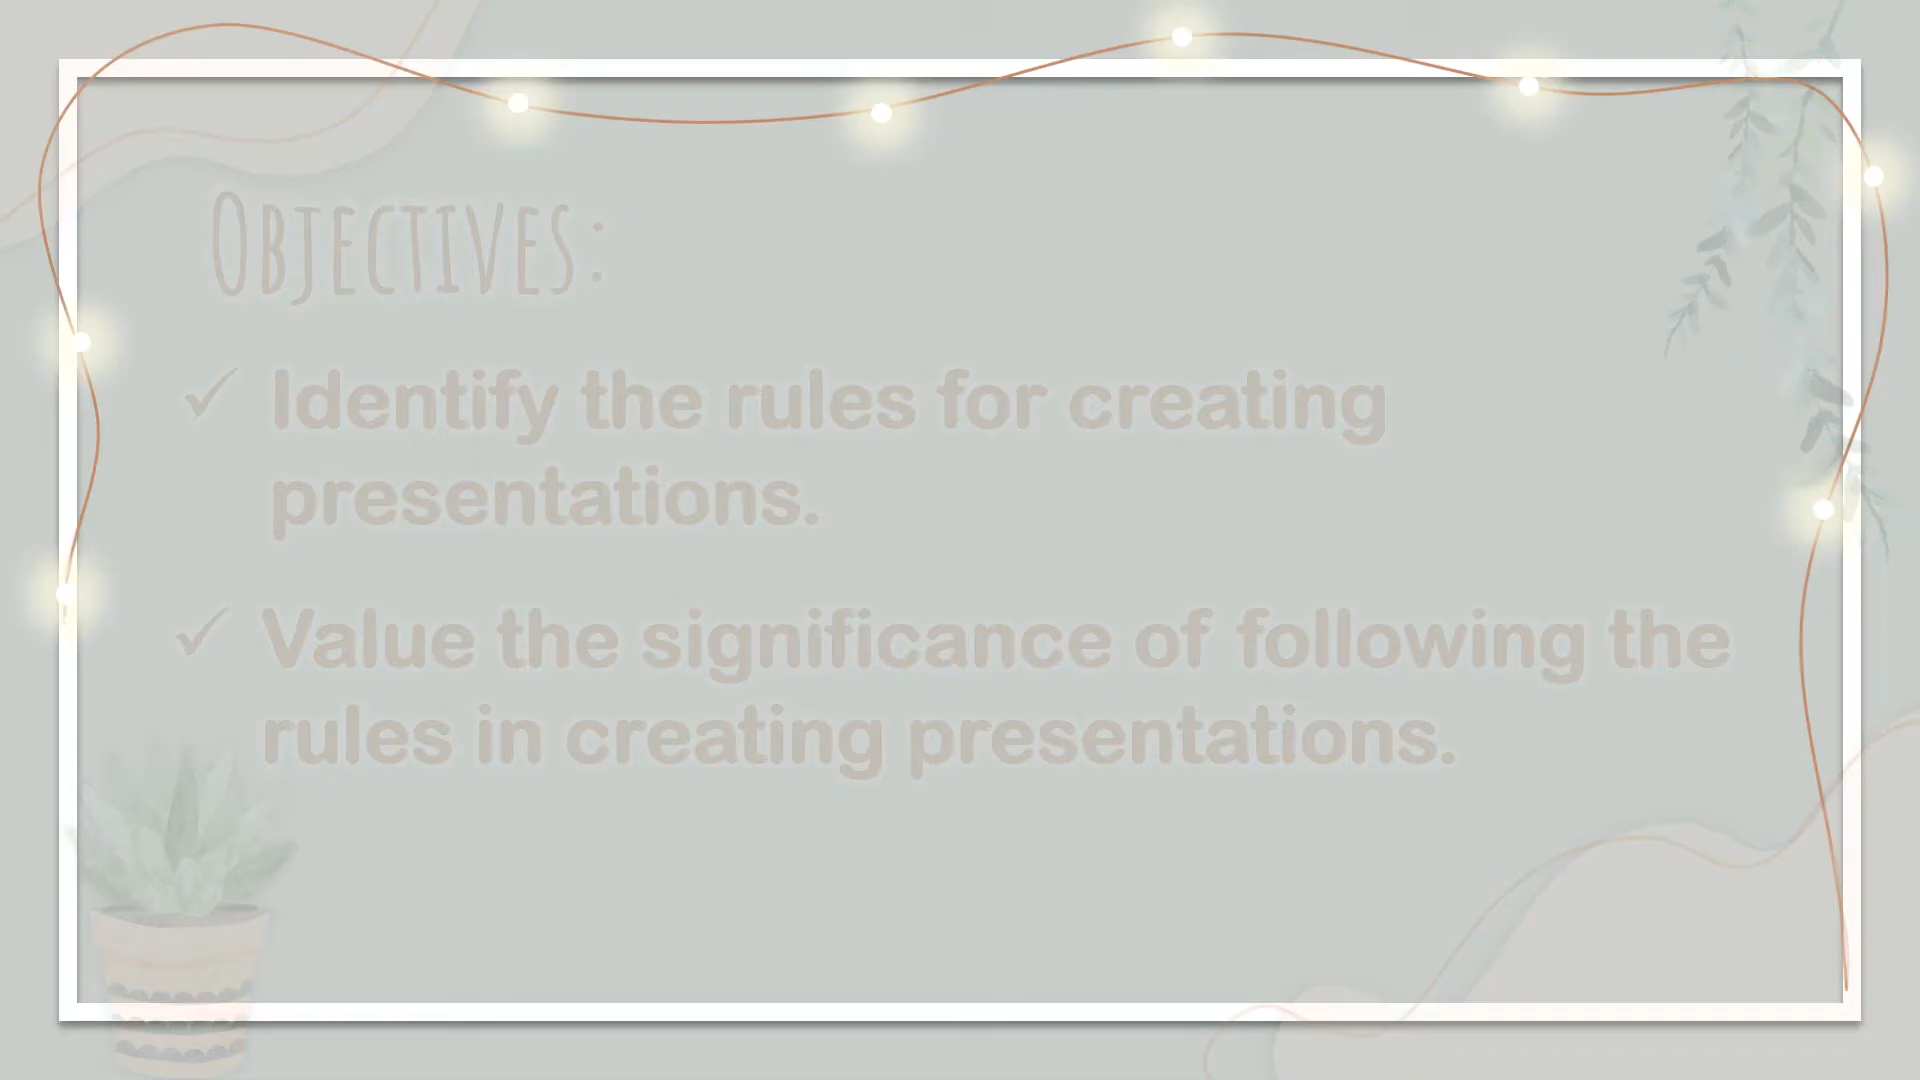 OBJECTIVES:
✓ Identify the rules for creating
presentations.
✓ Value the significance of following the
rules in creating presentations.